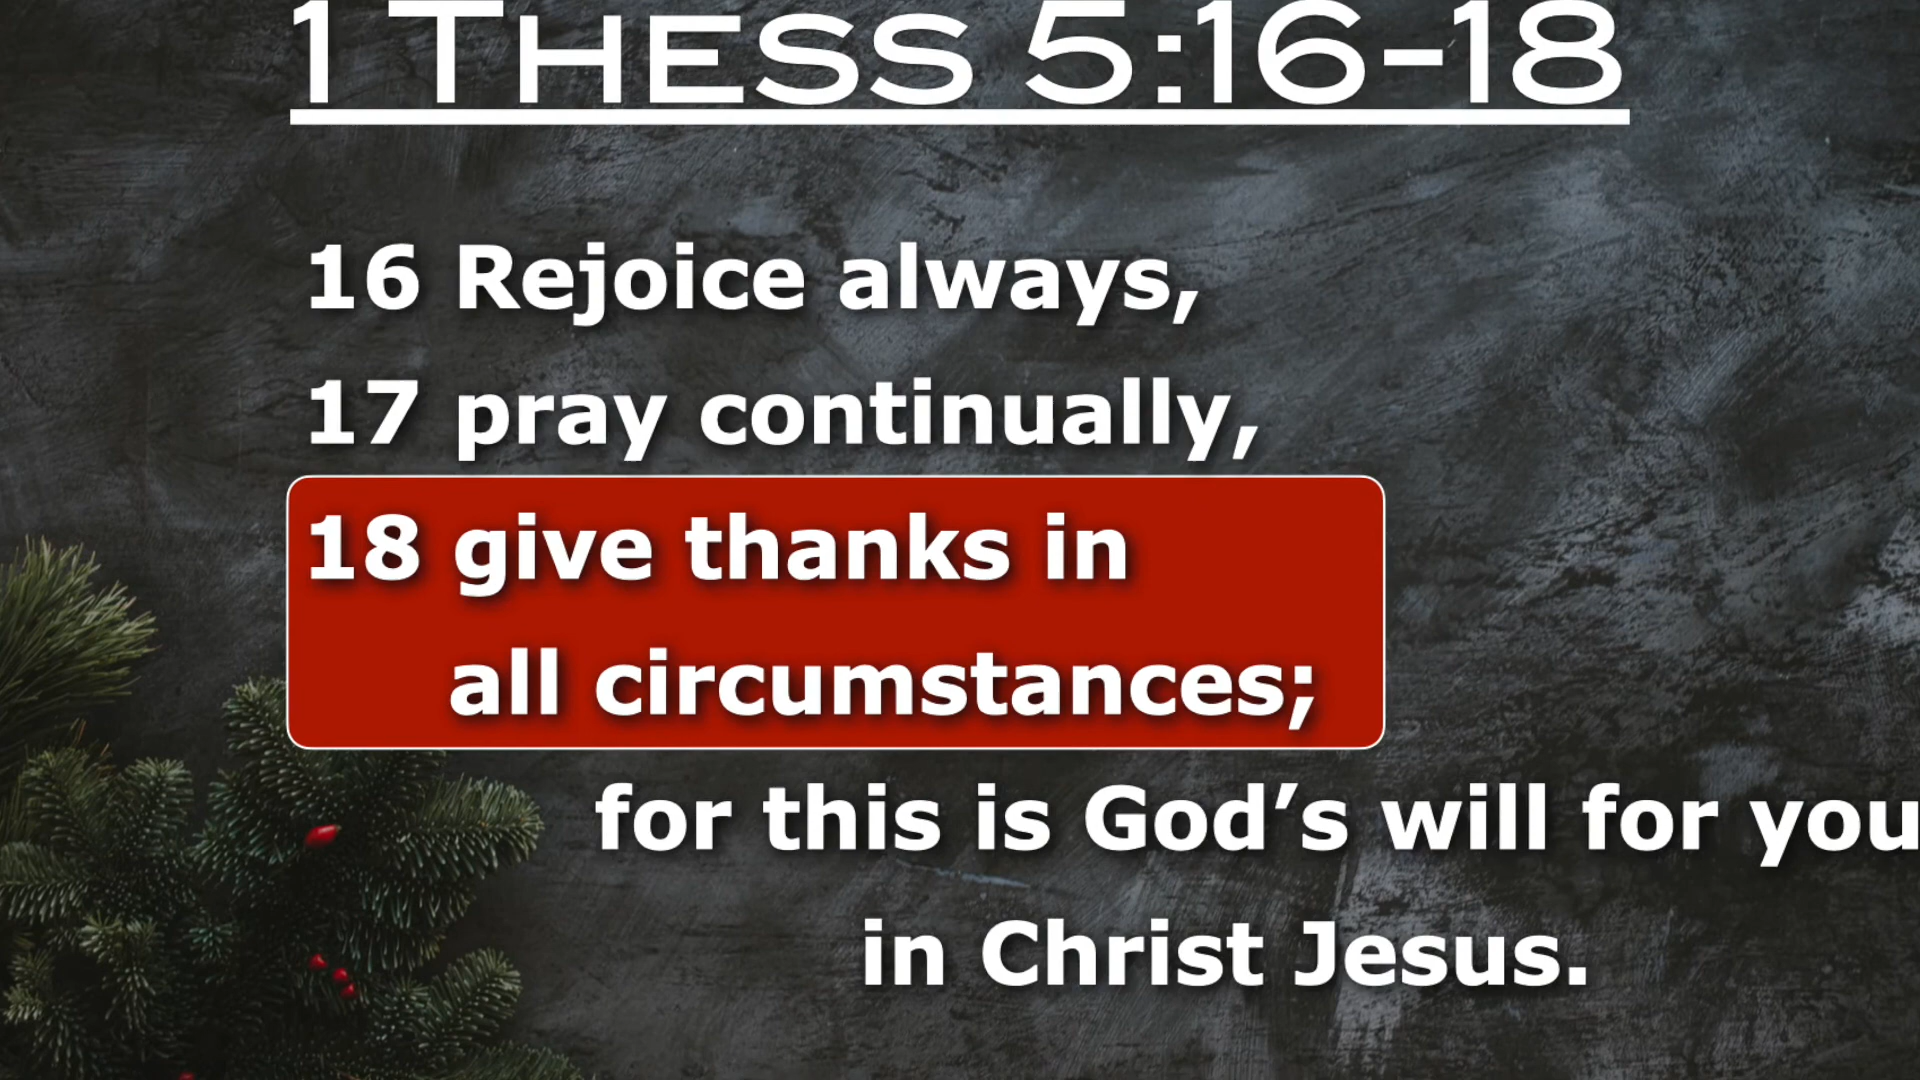 1 THESS 5:16-18
16 Rejoice always,
17 pray continually,
18 give thanks in
all circumstances;
for this is God’s will for you
in Christ Jesus.